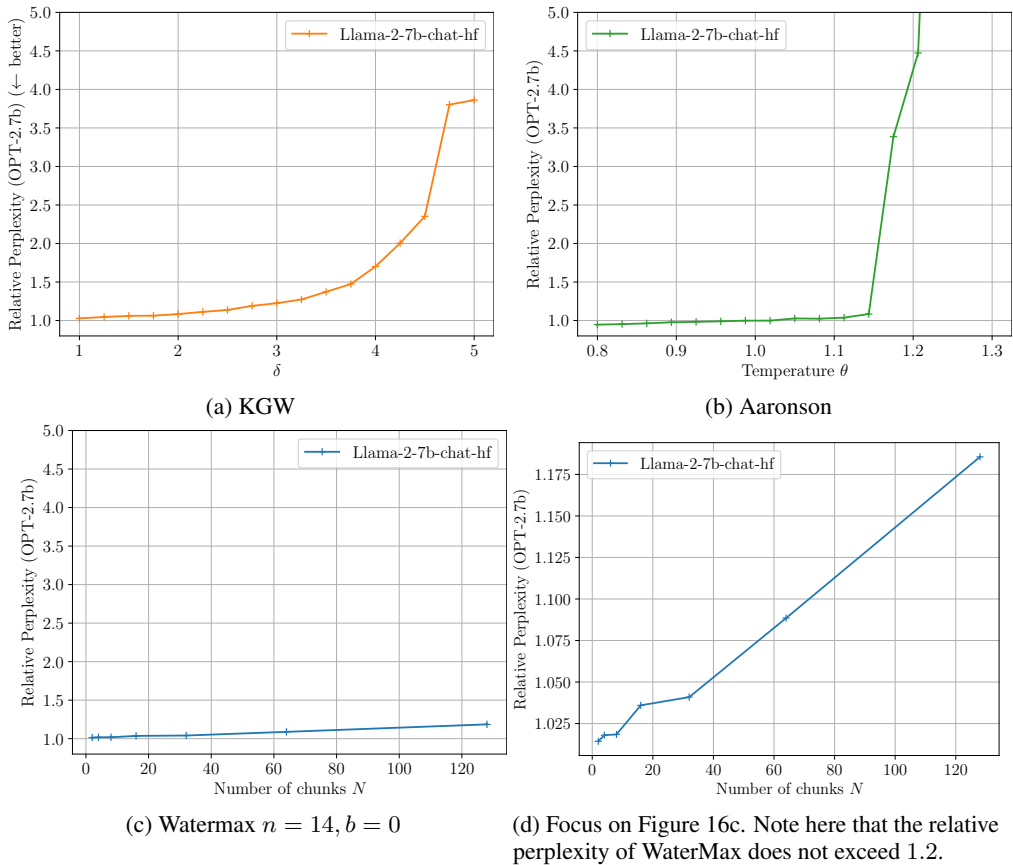 5.0
4.5
4.0
3.5
3.0
2.5
2.0
1.5
1.0
Relative Perplexity (OPT-2.7b) (← better)
Llama-2-7b-chat-hf
1 2 3 4 5
δ
(a) KGW
5.0
4.5
4.0
3.5
3.0
2.5
2.0
1.5
1.0
Relative Perplexity (OPT-2.7b)
Llama-2-7b-chat-hf
0.8 0.9 1.0 1.1 1.2 1.3
Temperature θ
(b) Aaronson
5.0
4.5
4.0
3.5
3.0
2.5
2.0
1.5
1.0
Relative Perplexity (OPT-2.7b)
Llama-2-7b-chat-hf
0 20 40 60 80 100 120
Number of chunks N
(c) Watermax n = 14, b = 0
1.175
1.150
1.125
1.100
1.075
1.050
1.025
Relative Perplexity (OPT-2.7b)
Llama-2-7b-chat-hf
0 20 40 60 80 100 120
Number of chunks N
(d) Focus on Figure 16c. Note here that the relative
perplexity of WaterMax does not exceed 1.2.